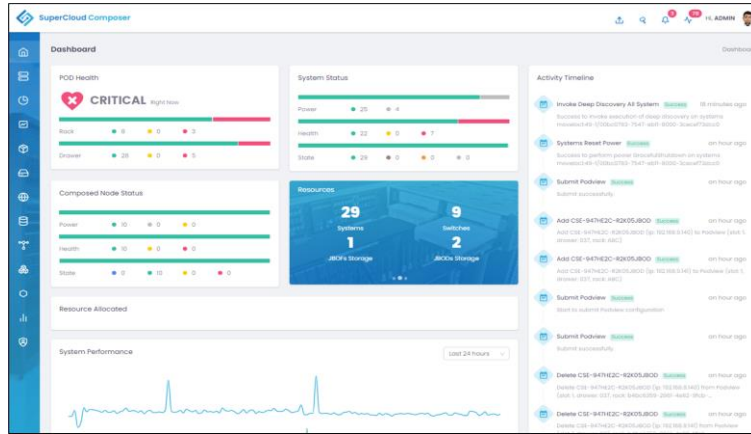 SuperCloud Composer
Hi, ADMIN
Dashboard
POD Health
CRITICAL Right Now
Rack 9 0 3
Drawer 28 0 5
System Status
Power 25 4
Health 22 0 7
State 29 0 0 0
Composed Node Status
Power 10 0 0
Health 10 0 0
State 0 10 0 0
Resources
29 Systems
9 Switches
1 JBOFs Storage
2 JBODs Storage
Resource Allocated
System Performance
Last 24 hours
Activity Timeline
Invoke Deep Discovery All System Success 18 minutes ago
Systems Reset Power Success an hour ago
Submit Podview Success an hour ago
Submit successfully.
Add CSE-947HE2C-R2K05JBOD Success an hour ago
Add CSE-947HE2C-R2K05JBOD Success an hour ago
Submit Podview Success an hour ago
Start to submit Podview configuration
Submit Podview Success an hour ago
Submit successfully.
Delete CSE-947HE2C-R2K05JBOD Success an hour ago
Delete CSE-947HE2C-R2K05JBOD Success an hour ago